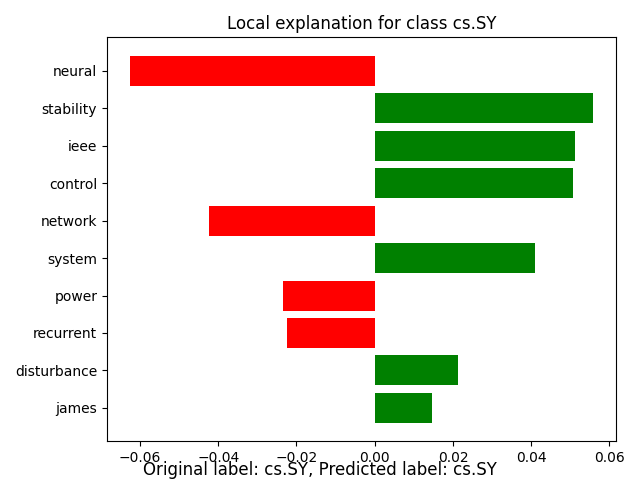 Local explanation for class cs.SY
neural
stability
ieee
control
network
system
power
recurrent
disturbance
james
−0.06 −0.04 −0.02 0.00 0.02 0.04 0.06
Original label: cs.SY, Predicted label: cs.SY